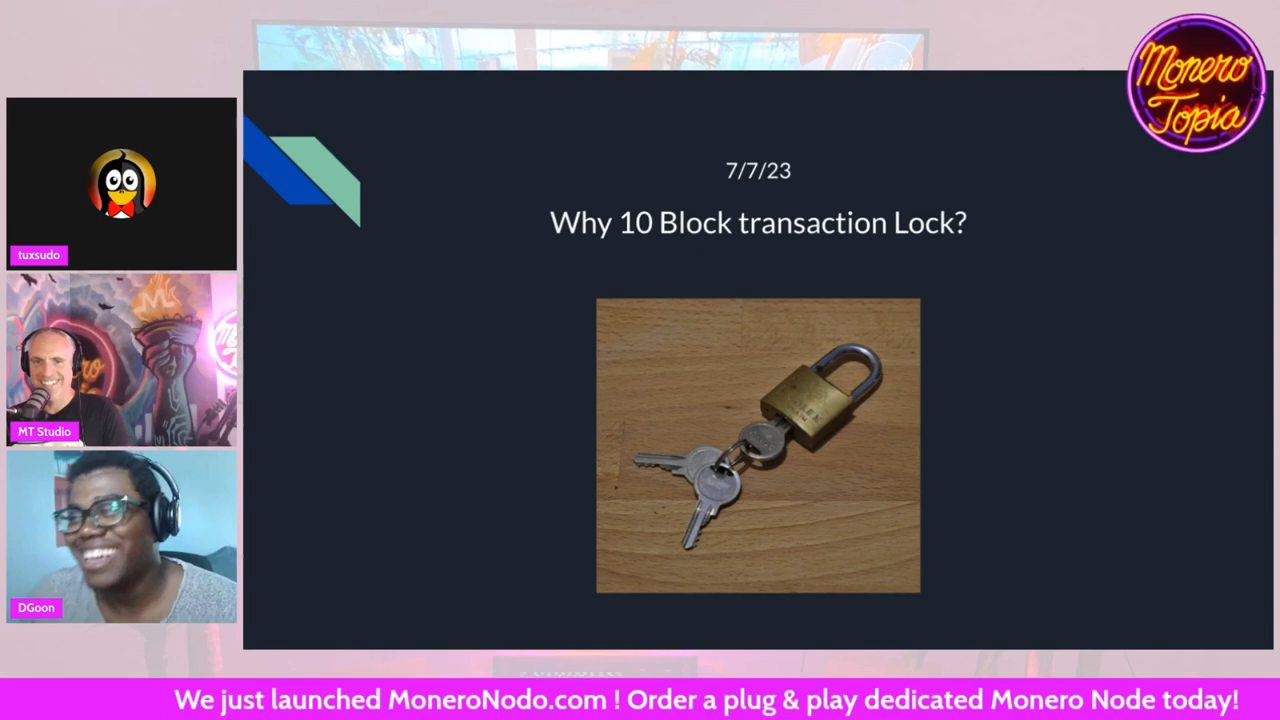 Monero
Topia
7/7/23
Why 10 Block transaction Lock?
tuxsudo
MT Studio
DGoon
We just launched MoneroNodo.com ! Order a plug & play dedicated Monero Node today!